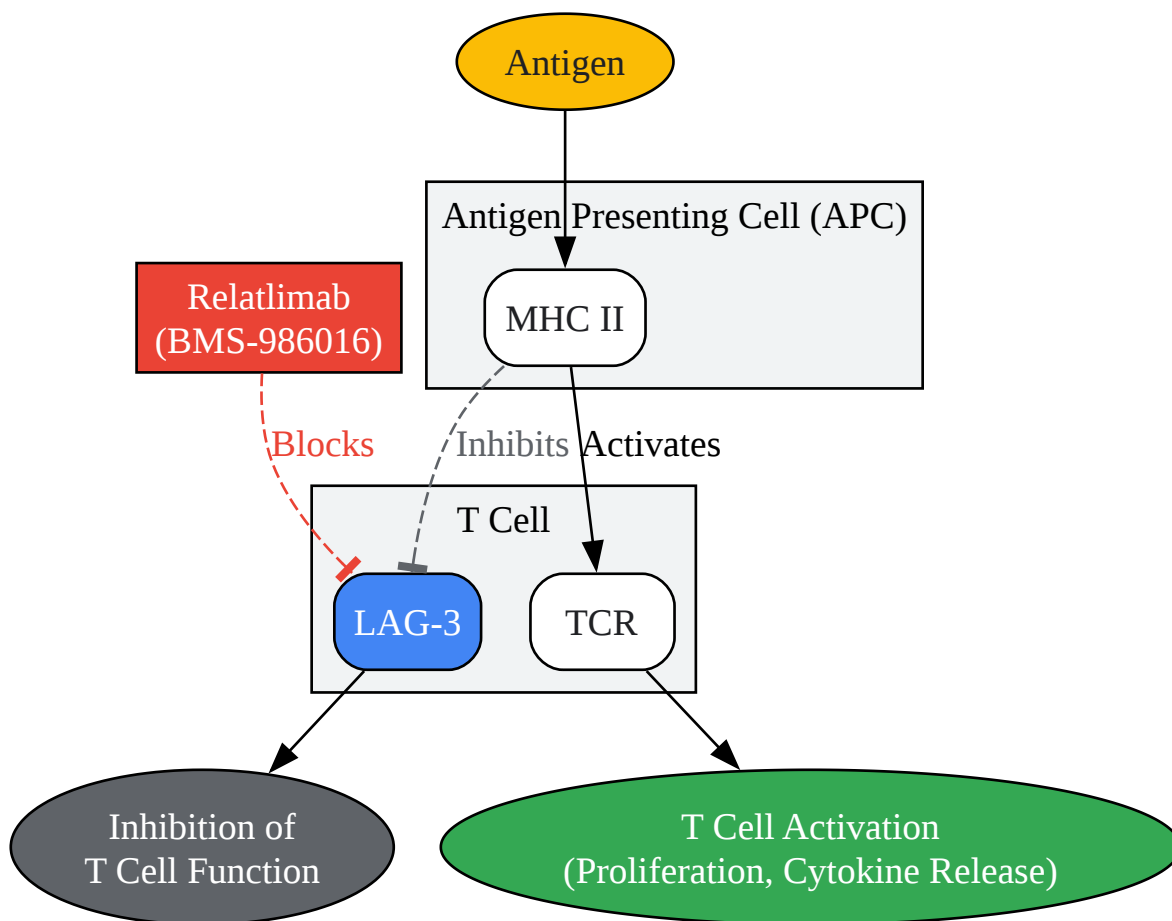 Antigen
Antigen Presenting Cell (APC)
Relatlimab
(BMS-986016)
MHC II
Blocks
Inhibits
Activates
T Cell
LAG-3
TCR
Inhibition of
T Cell Function
T Cell Activation
(Proliferation, Cytokine Release)